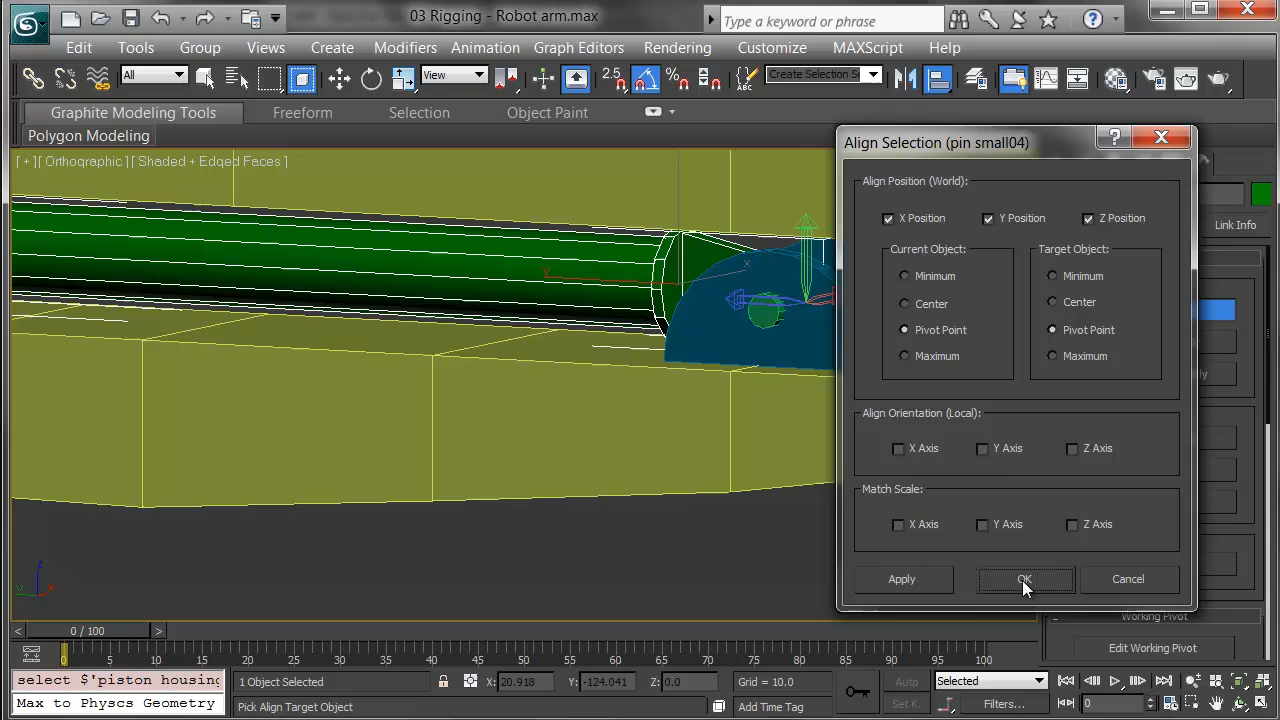 03 Rigging - Robot arm.max
Type a keyword or phrase
Edit Tools Group Views Create Modifiers Animation Graph Editors Rendering Customize MAXScript Help
All View 2.5 % ABC Create Selection Se
Graphite Modeling Tools Freeform Selection Object Paint
Polygon Modeling
[ + ][ Orthographic ][ Shaded + Edged Faces ]
Align Selection (pin small04)
Align Position (World):
X Position Y Position Z Position
Current Object: Target Object:
Minimum Minimum
Center Center
Pivot Point Pivot Point
Maximum Maximum
Align Orientation (Local):
X Axis Y Axis Z Axis
Match Scale:
X Axis Y Axis Z Axis
Apply OK Cancel
Link Info
Working Pivot
Edit Working Pivot
y x
z
y x
< 0 / 100 >
0 5 10 15 20 25 30 35 40 45 50 55 60 65 70 75 80 85 90 95 100
select $'piston housing
Max to Physcs Geometry
1 Object Selected X: 20.918 Y: -124.041 Z: 0.0 Grid = 10.0
Pick Align Target Object Add Time Tag
Auto Selected
Set K. Filters... 0